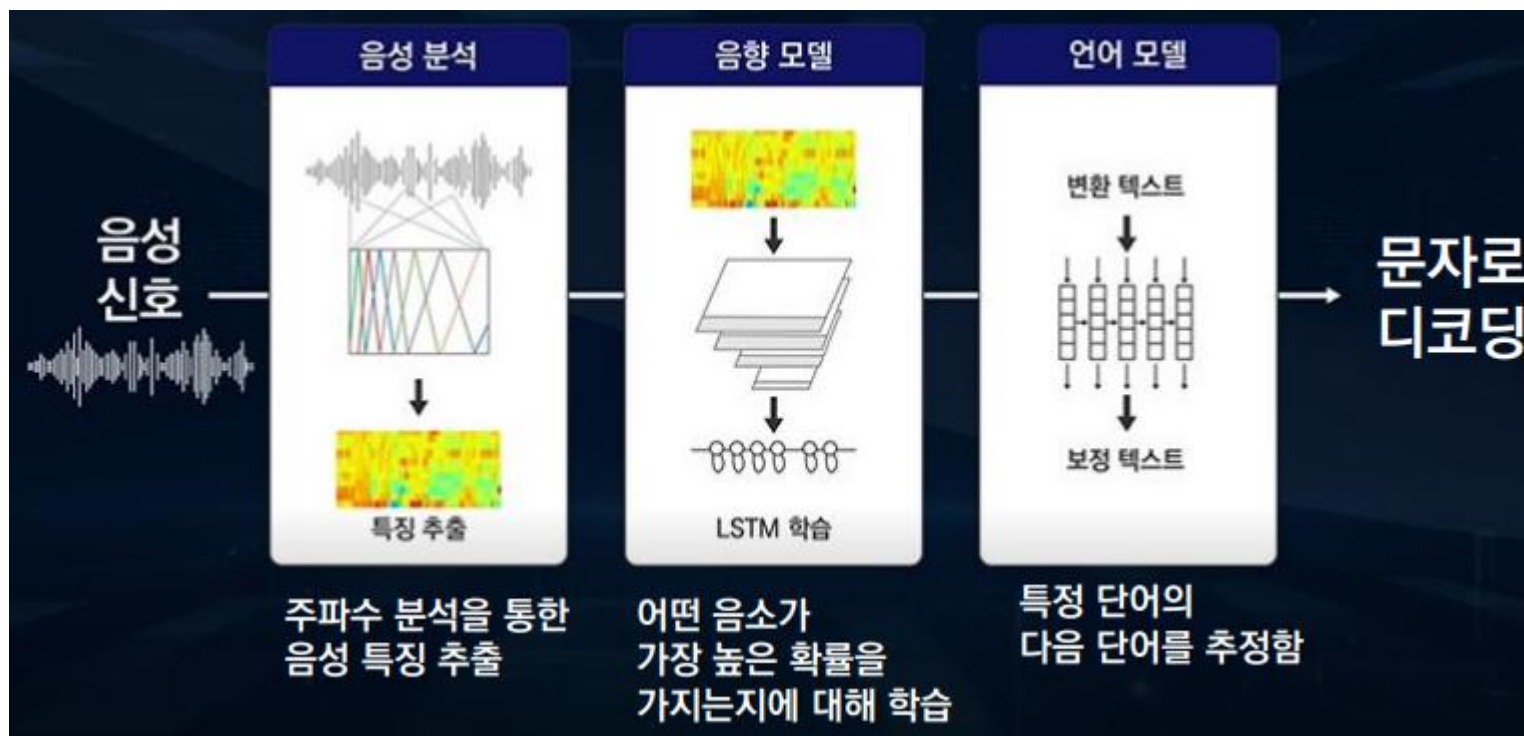 음성
신호
음성 분석
특징 추출
주파수 분석을 통한
음성 특징 추출
음향 모델
LSTM 학습
어떤 음소가
가장 높은 확률을
가지는지에 대해 학습
언어 모델
변환 텍스트
보정 텍스트
특정 단어의
다음 단어를 추정함
문자로
디코딩